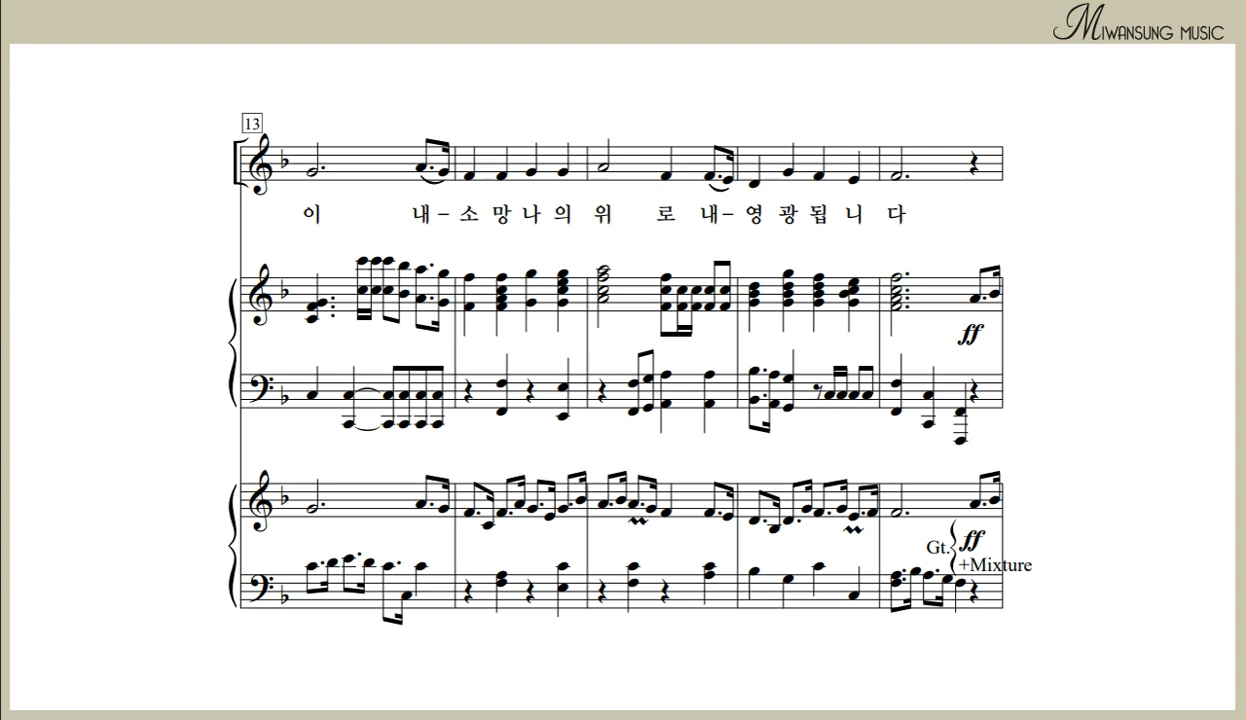 MIWANSUNG MUSIC
13
이 내- 소 망 나 의 위 로 내- 영 광 됩 니 다
ff
Gt. ff
+Mixture